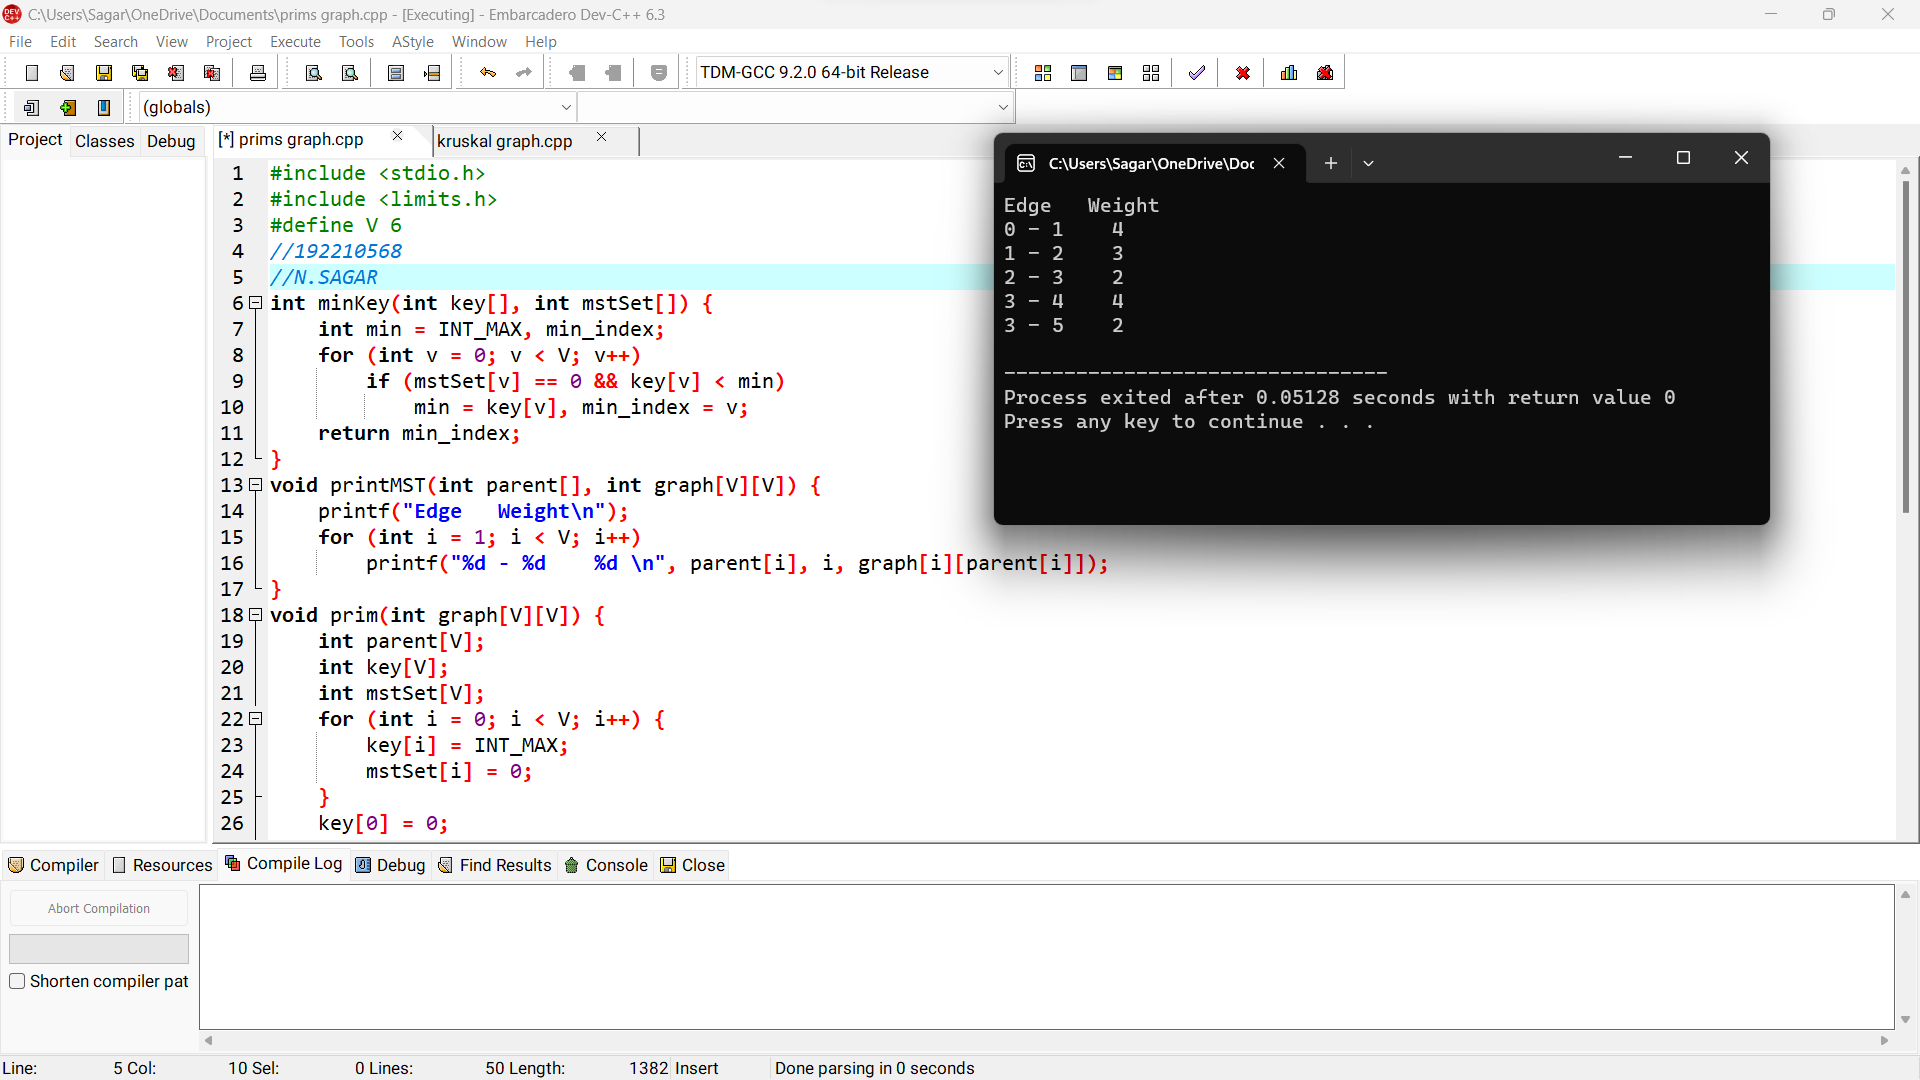 C:\Users\Sagar\OneDrive\Documents\prims graph.cpp - [Executing] - Embarcadero Dev-C++ 6.3
File Edit Search View Project Execute Tools AStyle Window Help
TDM-GCC 9.2.0 64-bit Release
(globals)
Project Classes Debug
[*] prims graph.cpp
kruskal graph.cpp
1 #include <stdio.h>
2 #include <limits.h>
3 #define V 6
4 //192210568
5 //N.SAGAR
6 int minKey(int key[], int mstSet[]) {
7     int min = INT_MAX, min_index;
8     for (int v = 0; v < V; v++)
9         if (mstSet[v] == 0 && key[v] < min)
10             min = key[v], min_index = v;
11     return min_index;
12 }
13 void printMST(int parent[], int graph[V][V]) {
14     printf("Edge   Weight\n");
15     for (int i = 1; i < V; i++)
16         printf("%d - %d    %d \n", parent[i], i, graph[i][parent[i]]);
17 }
18 void prim(int graph[V][V]) {
19     int parent[V];
20     int key[V];
21     int mstSet[V];
22     for (int i = 0; i < V; i++) {
23         key[i] = INT_MAX;
24         mstSet[i] = 0;
25     }
26     key[0] = 0;
C:\Users\Sagar\OneDrive\Doc
Edge   Weight
0 - 1    4
1 - 2    3
2 - 3    2
3 - 4    4
3 - 5    2
--------------------------------
Process exited after 0.05128 seconds with return value 0
Press any key to continue . . .
Compiler Resources Compile Log Debug Find Results Console Close
Abort Compilation
Shorten compiler pat
Line: 5 Col: 10 Sel: 0 Lines: 50 Length: 1382 Insert Done parsing in 0 seconds